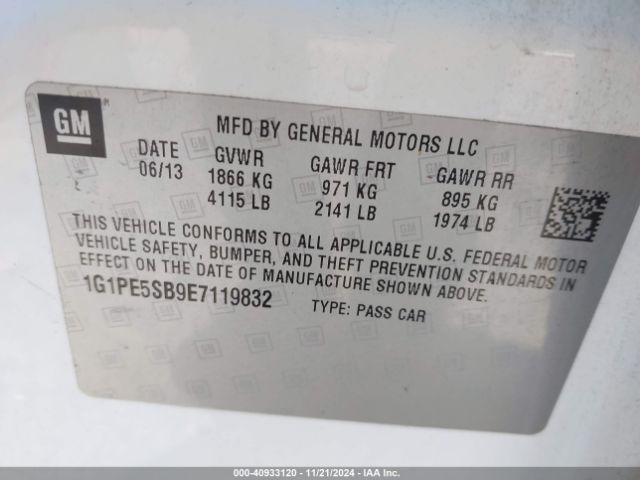 GM
MFD BY GENERAL MOTORS LLC
DATE GVWR GAWR FRT GAWR RR
06/13 1866 KG 971 KG 895 KG
4115 LB 2141 LB 1974 LB
THIS VEHICLE CONFORMS TO ALL APPLICABLE U.S. FEDERAL MOTOR
VEHICLE SAFETY, BUMPER, AND THEFT PREVENTION STANDARDS IN
EFFECT ON THE DATE OF MANUFACTURE SHOWN ABOVE.
1G1PE5SB9E7119832 TYPE: PASS CAR
000-40933120 - 11/21/2024 - IAAI.COM